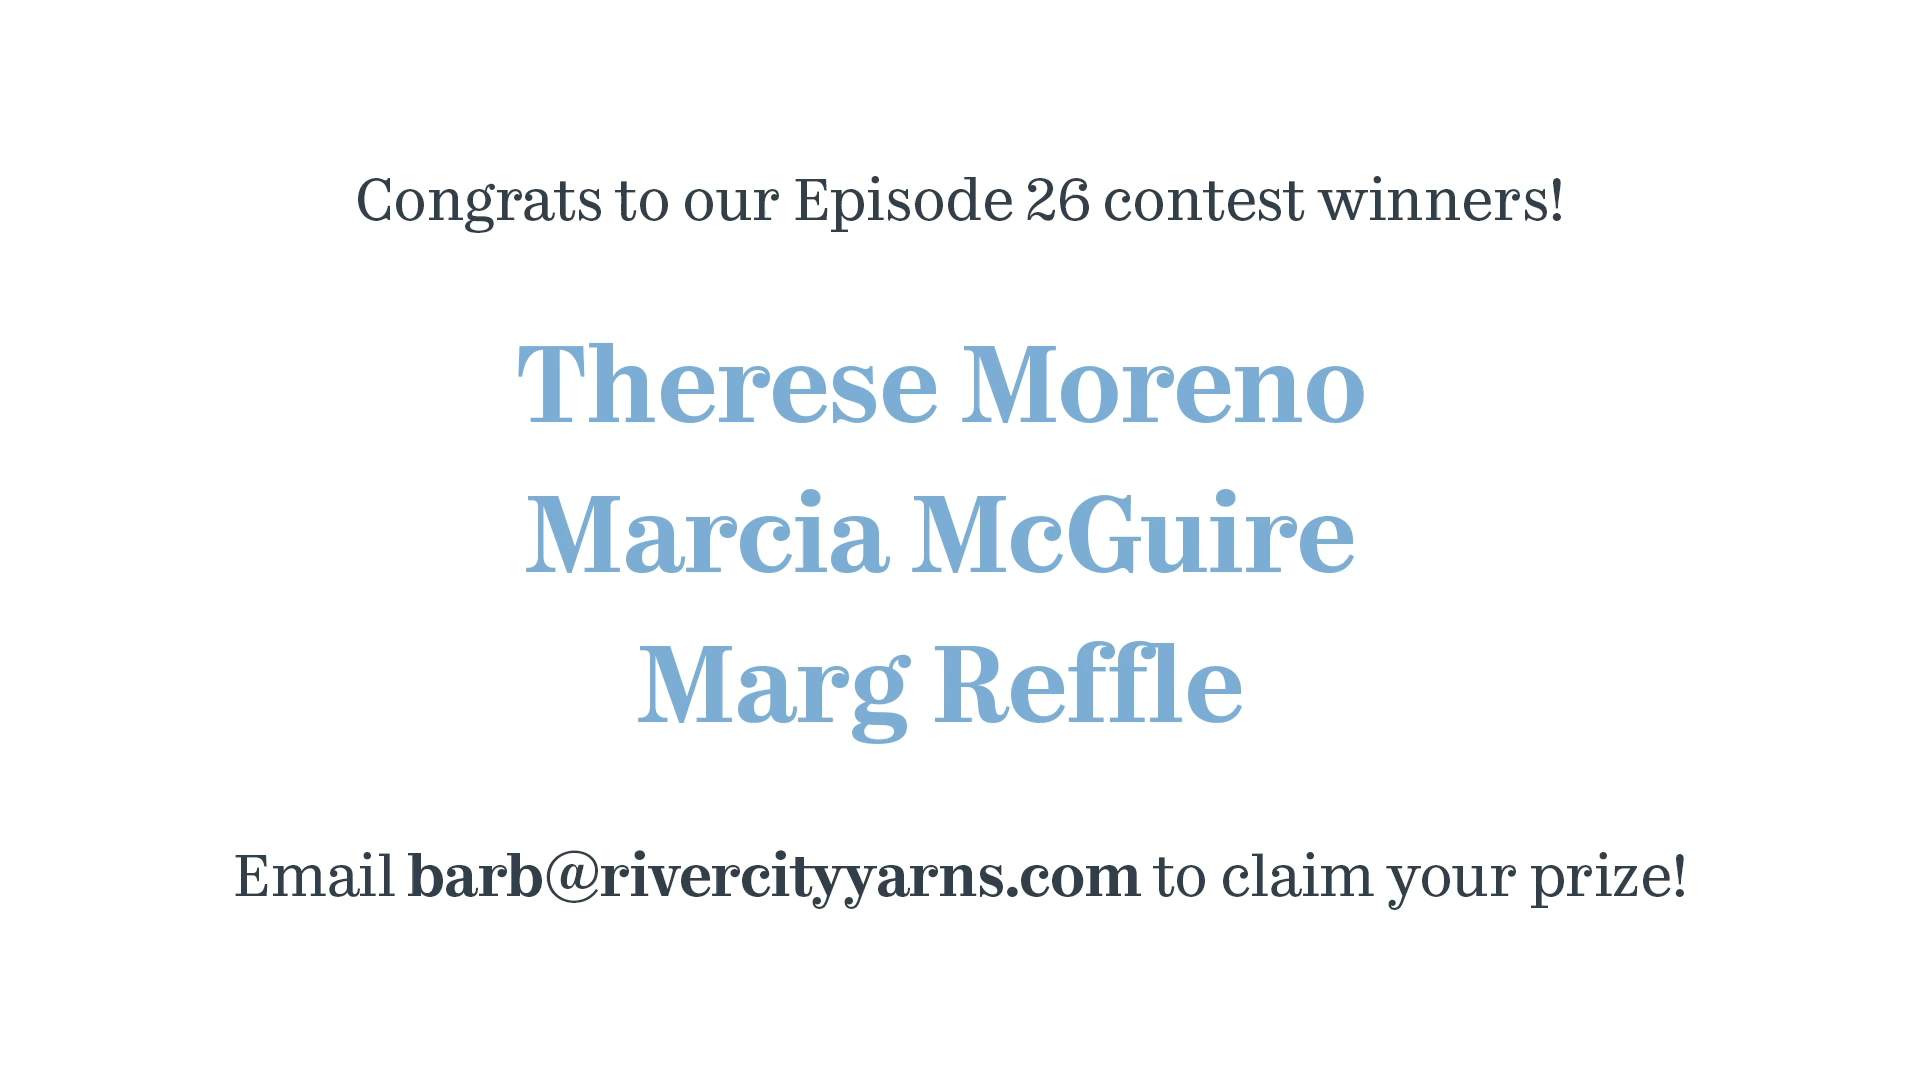 Congrats to our Episode 26 contest winners!
Therese Moreno
Marcia McGuire
Marg Reffle
Email barb@rivercityyarns.com to claim your prize!